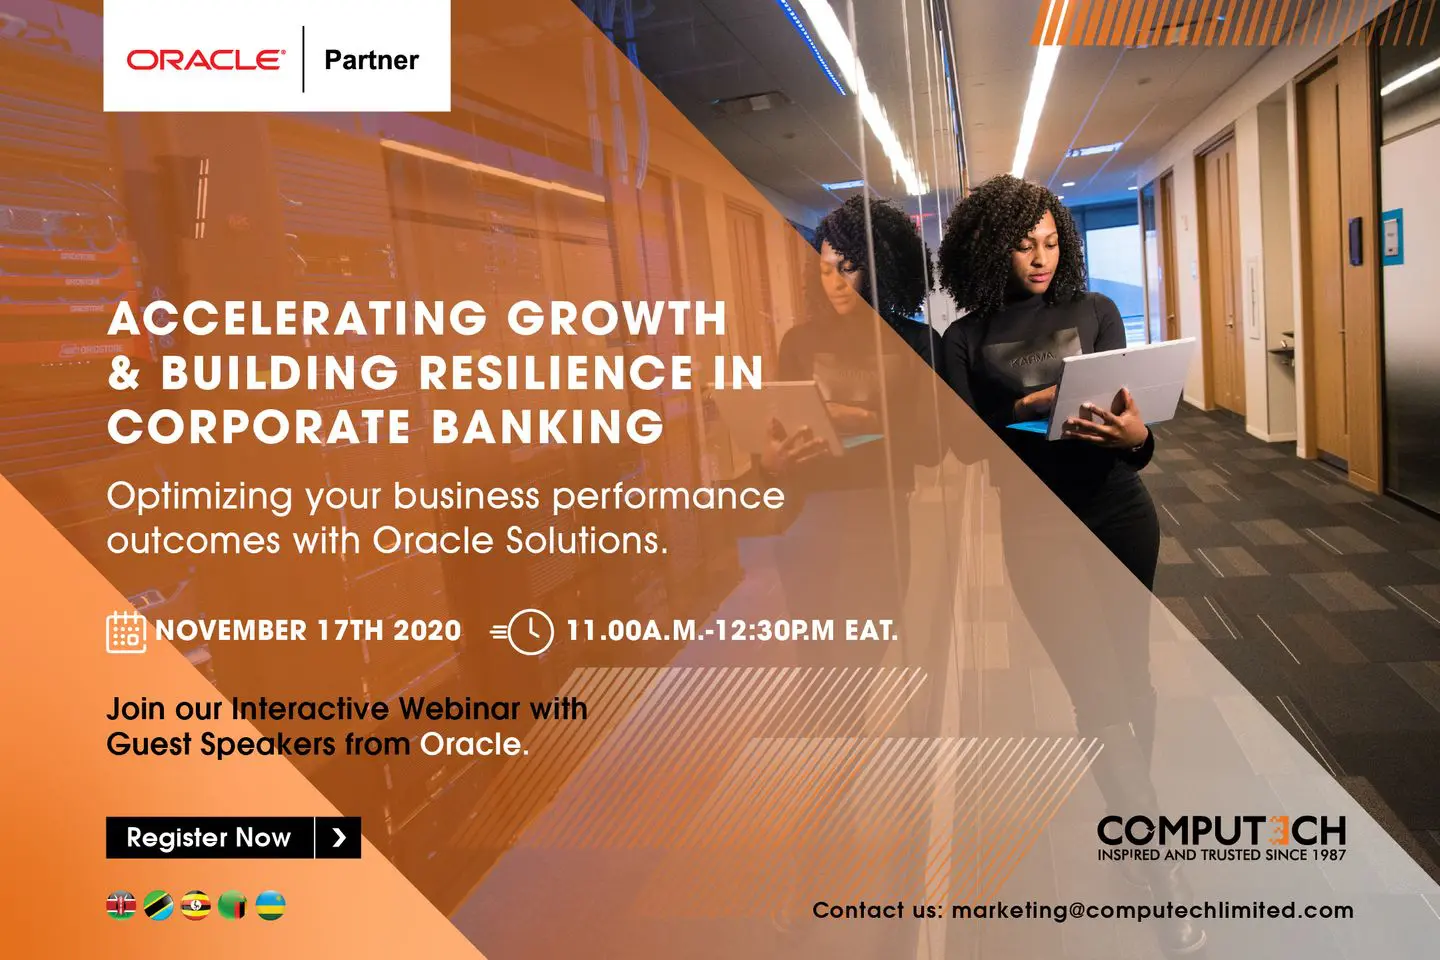 ORACLE® | Partner
ACCELERATING GROWTH
& BUILDING RESILIENCE IN
CORPORATE BANKING
Optimizing your business performance
outcomes with Oracle Solutions.
NOVEMBER 17TH 2020 11.00A.M.-12:30P.M EAT.
Join our Interactive Webinar with
Guest Speakers from Oracle.
Register Now
KARMA
COMPUTECH
INSPIRED AND TRUSTED SINCE 1987
Contact us: marketing@computechlimited.com